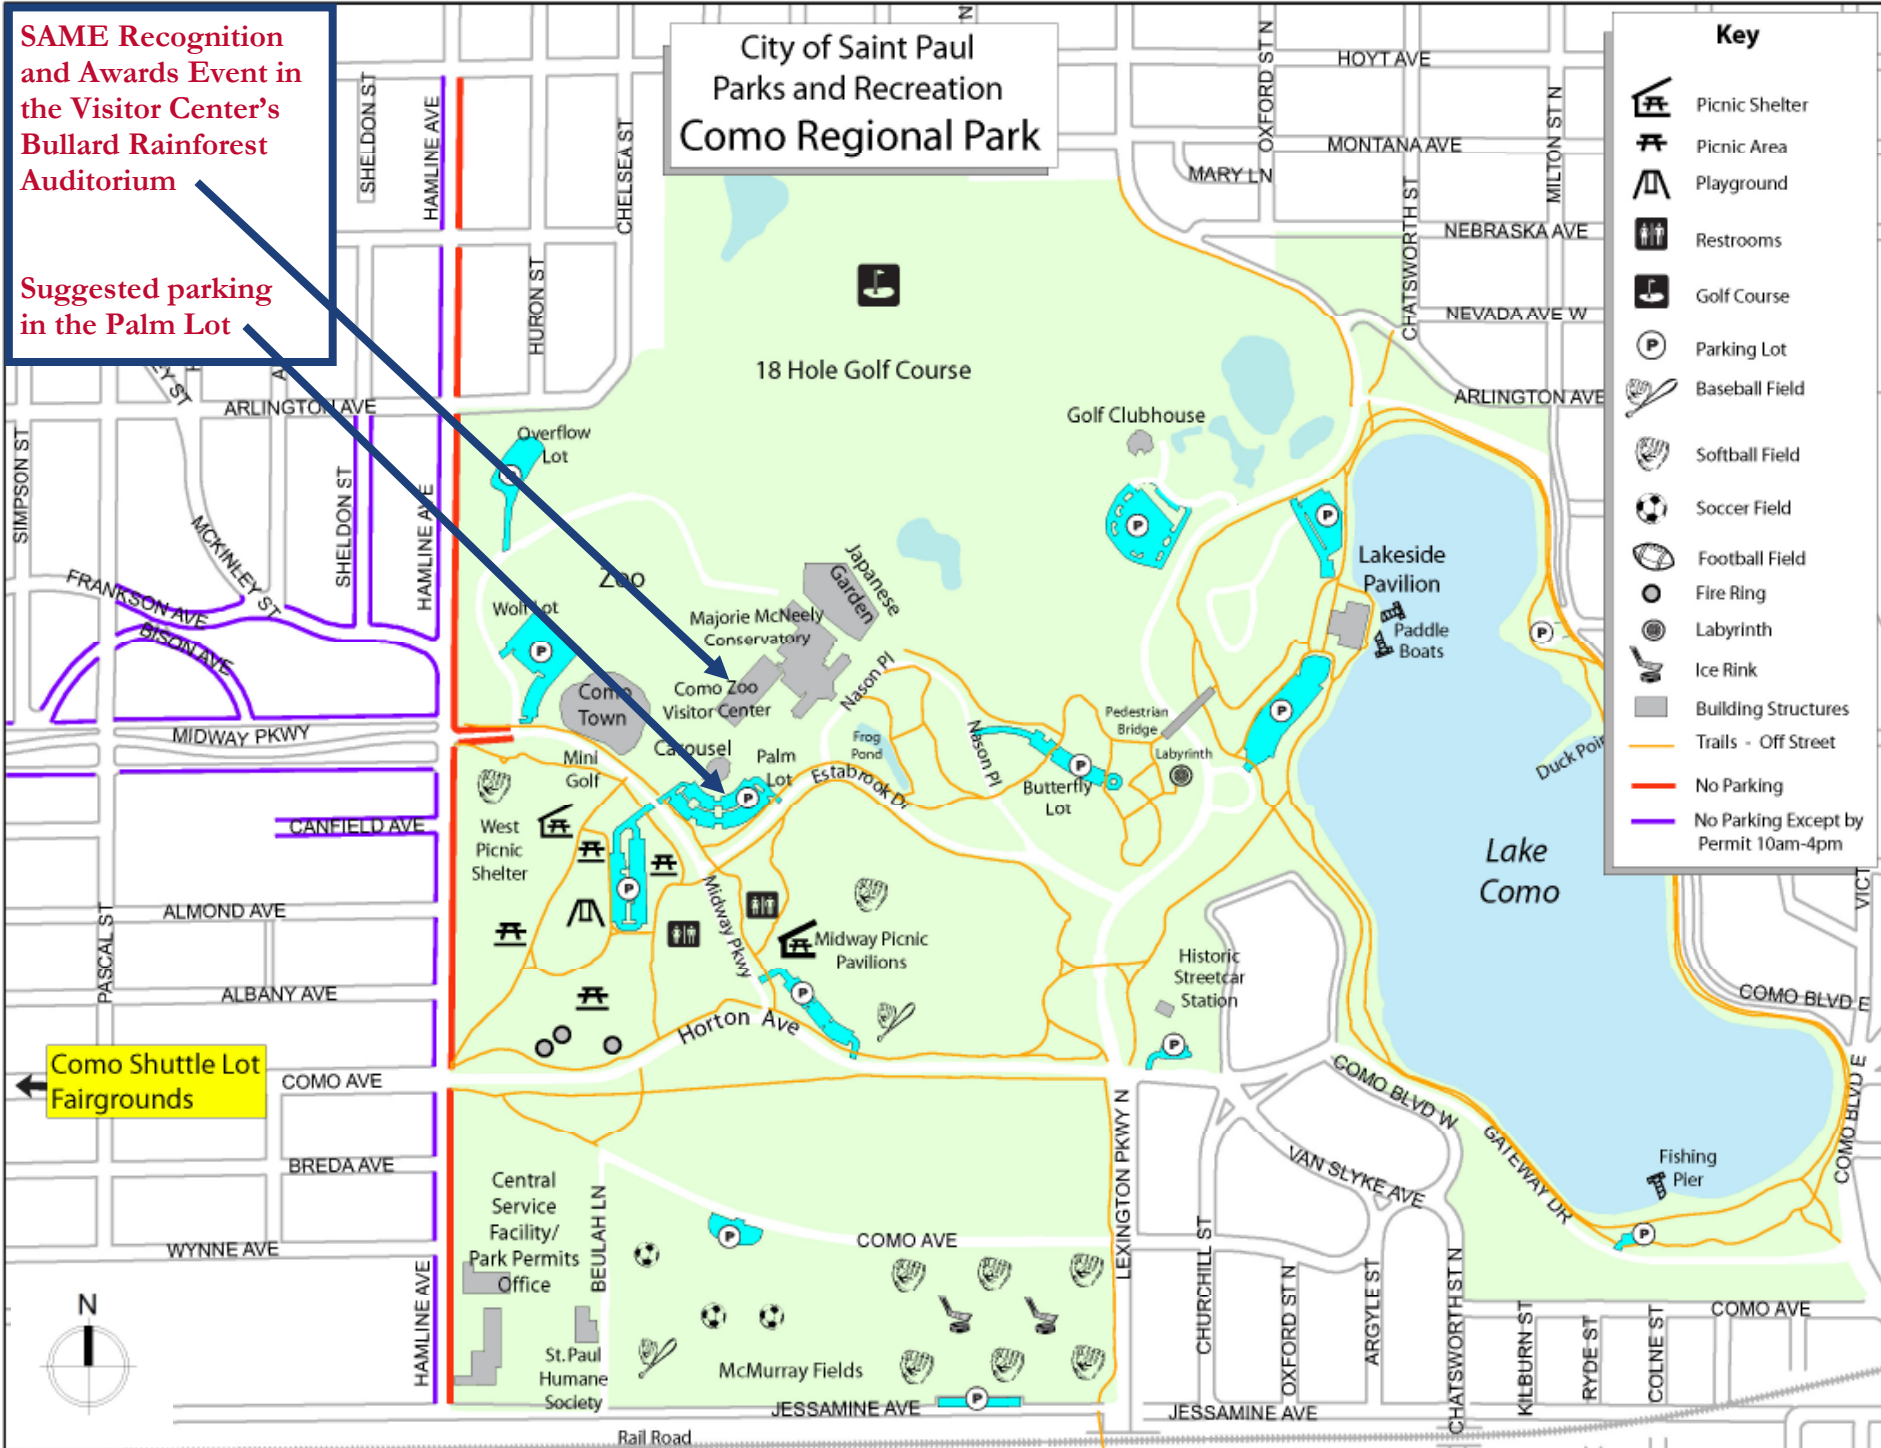 SAME Recognition
and Awards Event in
the Visitor Center's
Bullard Rainforest
Auditorium
Suggested parking
in the Palm Lot
City of Saint Paul
Parks and Recreation
Como Regional Park
Key
Picnic Shelter
Picnic Area
Playground
Restrooms
Golf Course
P
Parking Lot
Baseball Field
Softball Field
Soccer Field
Football Field
Fire Ring
Labyrinth
Ice Rink
Building Structures
Trails - Off Street
No Parking
No Parking Except by
Permit 10am-4pm
N
SHELDON ST
HAMLINE AVE
CHELSEA ST
HURON ST
OXFORD ST N
HOYT AVE
MONTANA AVE
MILTON ST N
MARY LN
CHATSWORTH ST
NEBRASKA AVE
NEVADA AVE W
ARLINGTON AVE
18 Hole Golf Course
Golf Clubhouse
EY ST
ARLINGTON AVE
SIMPSON ST
MCKINLEY ST
SHELDON ST
HAMLINE AVE
FRANKSON AVE
BISON AVE
MIDWAY PKWY
Overflow
Lot
Zoo
Wolf Lot
P
Japanese
Garden
Majorie McNeely
Conservatory
Como
Town
Como Zoo
Visitor Center
Nason Pl
Carousel
Palm
Lot
P
Mini
Golf
Frog
Pond
Estabrook Dr
Nason Pl
Butterfly
Lot
P
Pedestrian
Bridge
Labyrinth
P
P
P
Lakeside
Pavilion
Paddle
Boats
P
Duck Poin
Lake
Como
CANFIELD AVE
West
Picnic
Shelter
P
Midway Pkwy
Midway Picnic
Pavilions
P
ALMOND AVE
PASCAL ST
ALBANY AVE
Horton Ave
Historic
Streetcar
Station
P
VICT
COMO BLVD E
COMO BLVD E
Como Shuttle Lot
Fairgrounds
COMO AVE
COMO BLVD W
GATEWAY DR
VAN SLYKE AVE
Fishing
Pier
P
BREDA AVE
WYNNE AVE
HAMLINE AVE
Central
Service
Facility/
Park Permits
Office
BEULAH LN
P
COMO AVE
LEXINGTON PKWY N
CHURCHILL ST
OXFORD ST N
ARGYLE ST
CHATSWORTH ST N
KILBURN ST
RYDE ST
COLNE ST
COMO AVE
N
St.Paul
Humane
Society
McMurray Fields
P
JESSAMINE AVE
JESSAMINE AVE
Rail Road